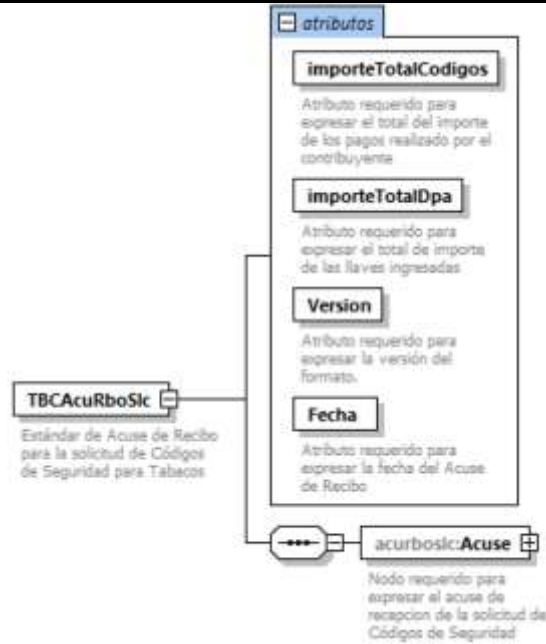 atributos
importeTotalCodigos
Atributo requerido para
expresar el total del importe
de los pagos realizado por el
contribuyente
importeTotalDpa
Atributo requerido para
expresar el total de importe
de las llaves ingresadas
Version
Atributo requerido para
expresar la versión del
formato.
Fecha
Atributo requerido para
expresar la fecha del Acuse
de Recibo
TBCAcuRboSlc
Estándar de Acuse de Recibo
para la solicitud de Códigos
de Seguridad para Tabacos
acurboslc:Acuse
Nodo requerido para
expresar el acuse de
recepcion de la solicitud de
Códigos de Seguridad